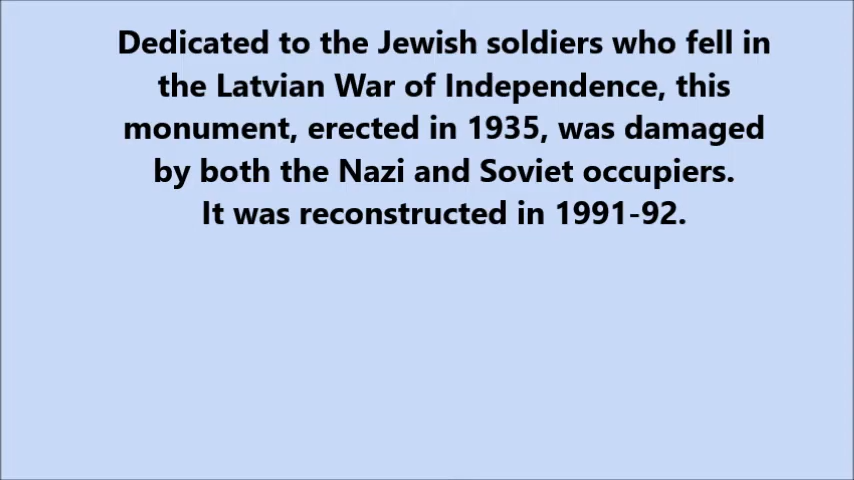 Dedicated to the Jewish soldiers who fell in
the Latvian War of Independence, this
monument, erected in 1935, was damaged
by both the Nazi and Soviet occupiers.
It was reconstructed in 1991-92.